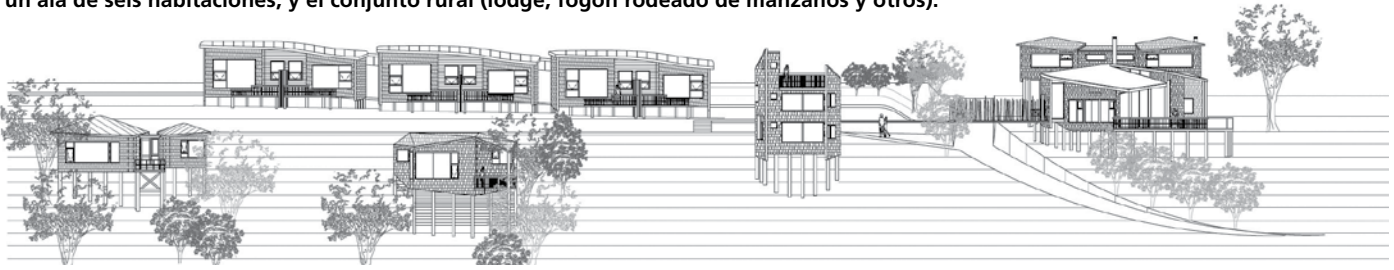 un ala de seis habitaciones, y el conjunto rural (lodge, fogón rodeado de manzanos y otros).